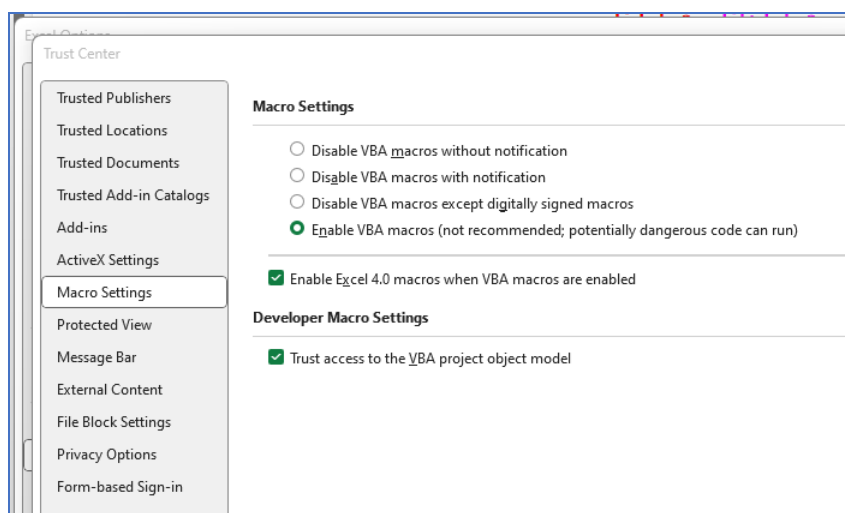 Excel Options
Trust Center
Trusted Publishers
Trusted Locations
Trusted Documents
Trusted Add-in Catalogs
Add-ins
ActiveX Settings
Macro Settings
Protected View
Message Bar
External Content
File Block Settings
Privacy Options
Form-based Sign-in
Macro Settings
Disable VBA macros without notification
Disable VBA macros with notification
Disable VBA macros except digitally signed macros
Enable VBA macros (not recommended; potentially dangerous code can run)
Enable Excel 4.0 macros when VBA macros are enabled
Developer Macro Settings
Trust access to the VBA project object model